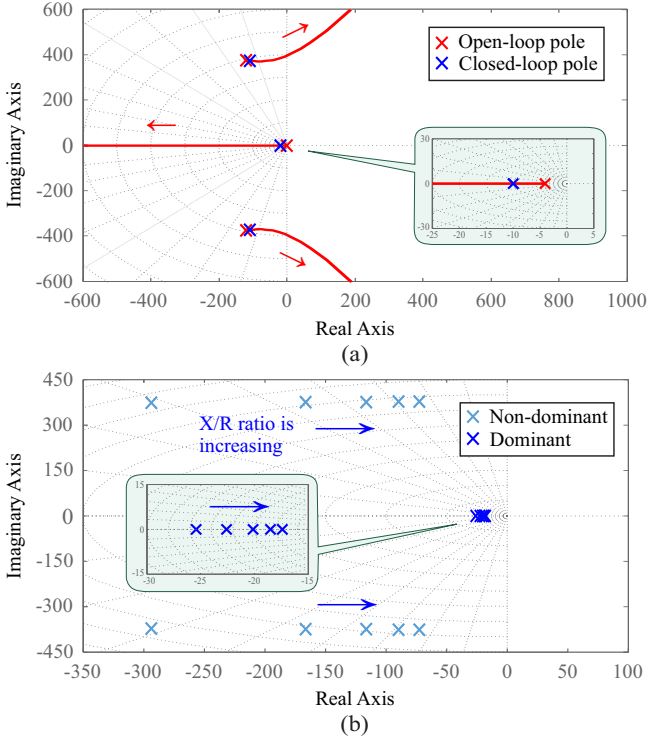 600
400
200
0
-200
-400
-600
Imaginary Axis
Open-loop pole
Closed-loop pole
30
0
-30
-25 -20 -15 -10 -5 0 5
-600 -400 -200 0 200 400 600 800 1000
Real Axis
(a)
450
300
150
0
-150
-300
-450
Imaginary Axis
X/R ratio is
increasing
Non-dominant
Dominant
15
0
-15
-30 -25 -20 -15
-350 -300 -250 -200 -150 -100 -50 0 50 100
Real Axis
(b)